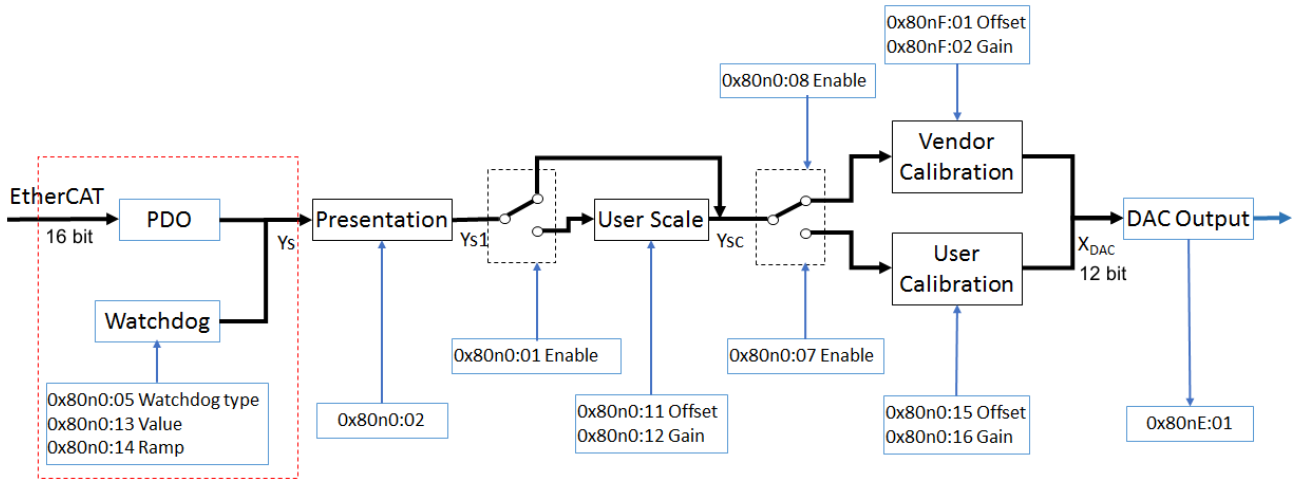 0x80nF:01 Offset
0x80nF:02 Gain
0x80n0:08 Enable
Vendor
Calibration
EtherCAT
16 bit
PDO
Ys
Presentation
Ys1
User Scale
Ysc
User
Calibration
XDAC
12 bit
DAC Output
Watchdog
0x80n0:01 Enable
0x80n0:07 Enable
0x80n0:05 Watchdog type
0x80n0:13 Value
0x80n0:14 Ramp
0x80n0:02
0x80n0:11 Offset
0x80n0:12 Gain
0x80n0:15 Offset
0x80n0:16 Gain
0x80nE:01